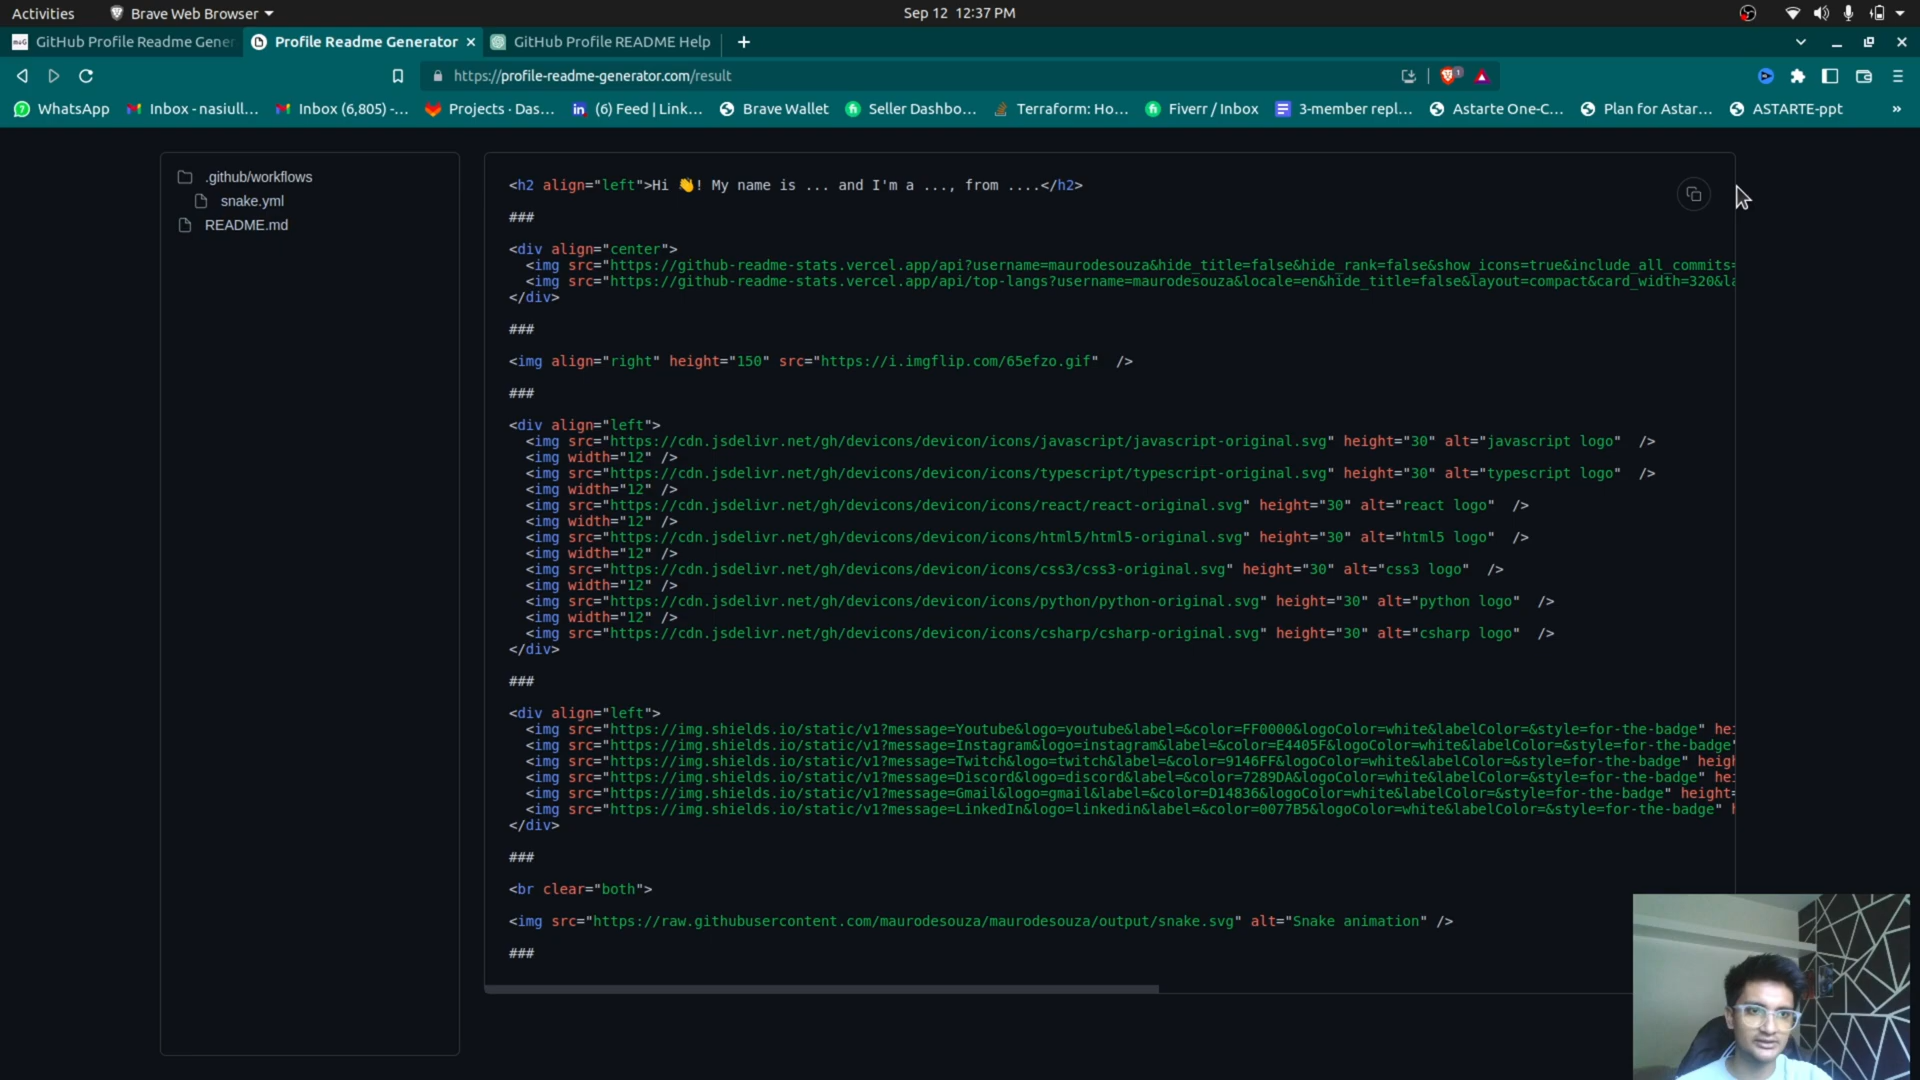 Activities
Brave Web Browser
Sep 12 12:37 PM
GitHub Profile Readme Gener
Profile Readme Generator
GitHub Profile README Help
https://profile-readme-generator.com/result
1
WhatsApp
Inbox - nasiull...
Inbox (6,805) -...
Projects · Das...
(6) Feed | Link...
Brave Wallet
Seller Dashbo...
Terraform: Ho...
Fiverr / Inbox
3-member repl...
Astarte One-C...
Plan for Astar...
ASTARTE-ppt
»
.github/workflows
snake.yml
README.md
<h2 align="left">Hi 👋! My name is ... and I'm a ..., from ....</h2>
###
<div align="center">
<img src="https://github-readme-stats.vercel.app/api?username=maurodesouza&hide_title=false&hide_rank=false&show_icons=true&include_all_commits=
<img src="https://github-readme-stats.vercel.app/api/top-langs?username=maurodesouza&locale=en&hide_title=false&layout=compact&card_width=320&la
</div>
###
<img align="right" height="150" src="https://i.imgflip.com/65efzo.gif"  />
###
<div align="left">
<img src="https://cdn.jsdelivr.net/gh/devicons/devicon/icons/javascript/javascript-original.svg" height="30" alt="javascript logo"  />
<img width="12" />
<img src="https://cdn.jsdelivr.net/gh/devicons/devicon/icons/typescript/typescript-original.svg" height="30" alt="typescript logo"  />
<img width="12" />
<img src="https://cdn.jsdelivr.net/gh/devicons/devicon/icons/react/react-original.svg" height="30" alt="react logo"  />
<img width="12" />
<img src="https://cdn.jsdelivr.net/gh/devicons/devicon/icons/html5/html5-original.svg" height="30" alt="html5 logo"  />
<img width="12" />
<img src="https://cdn.jsdelivr.net/gh/devicons/devicon/icons/css3/css3-original.svg" height="30" alt="css3 logo"  />
<img width="12" />
<img src="https://cdn.jsdelivr.net/gh/devicons/devicon/icons/python/python-original.svg" height="30" alt="python logo"  />
<img width="12" />
<img src="https://cdn.jsdelivr.net/gh/devicons/devicon/icons/csharp/csharp-original.svg" height="30" alt="csharp logo"  />
</div>
###
<div align="left">
<img src="https://img.shields.io/static/v1?message=Youtube&logo=youtube&label=&color=FF0000&logoColor=white&labelColor=&style=for-the-badge" hei
<img src="https://img.shields.io/static/v1?message=Instagram&logo=instagram&label=&color=E4405F&logoColor=white&labelColor=&style=for-the-badge"
<img src="https://img.shields.io/static/v1?message=Twitch&logo=twitch&label=&color=9146FF&logoColor=white&labelColor=&style=for-the-badge" heigh
<img src="https://img.shields.io/static/v1?message=Discord&logo=discord&label=&color=7289DA&logoColor=white&labelColor=&style=for-the-badge" hei
<img src="https://img.shields.io/static/v1?message=Gmail&logo=gmail&label=&color=D14836&logoColor=white&labelColor=&style=for-the-badge" height=
<img src="https://img.shields.io/static/v1?message=LinkedIn&logo=linkedin&label=&color=0077B5&logoColor=white&labelColor=&style=for-the-badge" h
</div>
###
<br clear="both">
<img src="https://raw.githubusercontent.com/maurodesouza/maurodesouza/output/snake.svg" alt="Snake animation" />
###